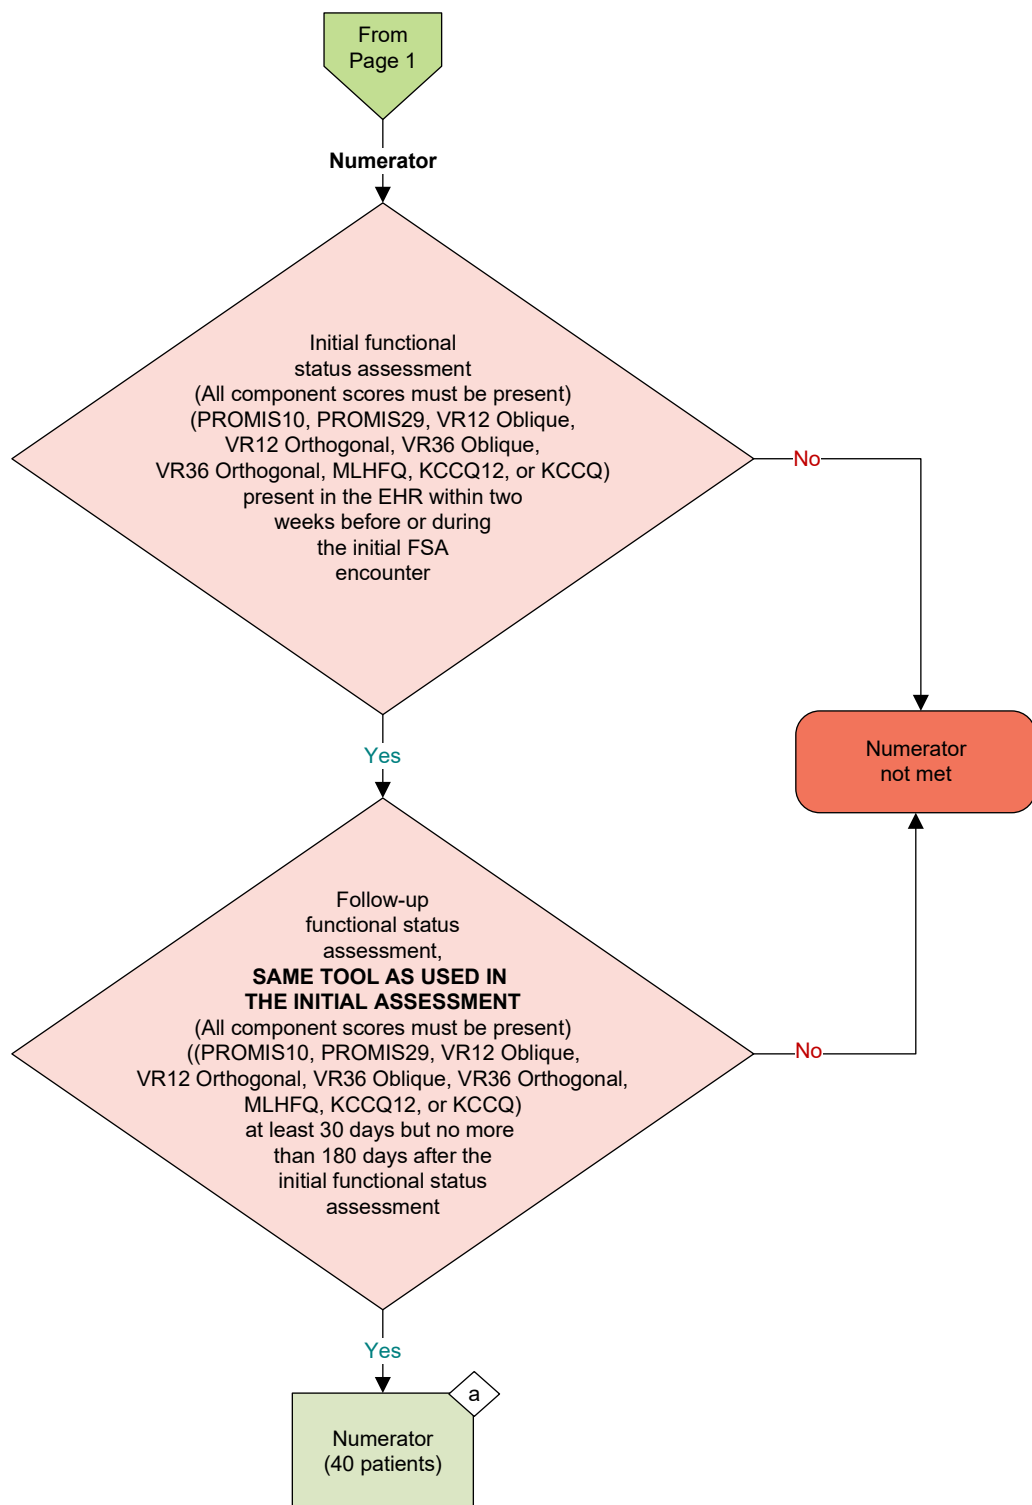 From
Page 1
Numerator
Initial functional
status assessment
(All component scores must be present)
(PROMIS10, PROMIS29, VR12 Oblique,
VR12 Orthogonal, VR36 Oblique,
VR36 Orthogonal, MLHFQ, KCCQ12, or KCCQ)
present in the EHR within two
weeks before or during
the initial FSA
encounter
No
Yes
Numerator
not met
Follow-up
functional status
assessment,
SAME TOOL AS USED IN
THE INITIAL ASSESSMENT
(All component scores must be present)
((PROMIS10, PROMIS29, VR12 Oblique,
VR12 Orthogonal, VR36 Oblique, VR36 Orthogonal,
MLHFQ, KCCQ12, or KCCQ)
at least 30 days but no more
than 180 days after the
initial functional status
assessment
No
Yes
a
Numerator
(40 patients)